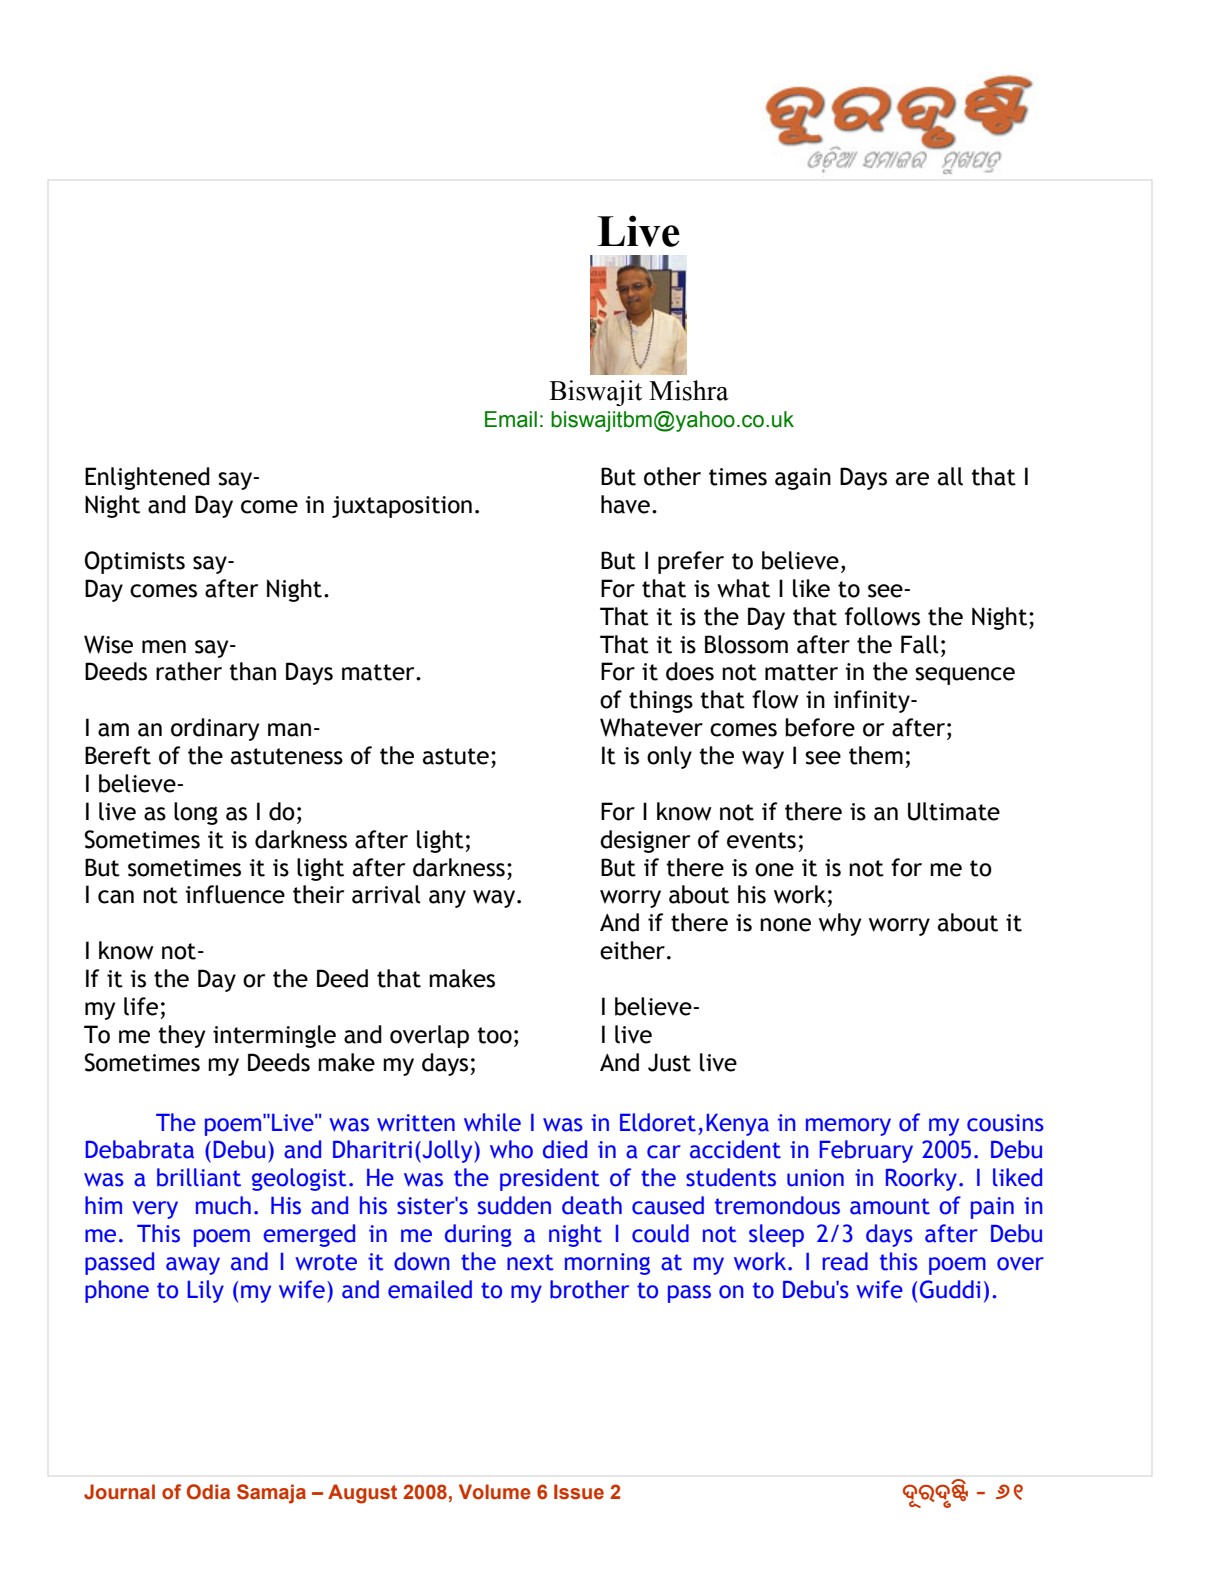 ଦୁରଦୃଷ୍ଟି
ଓଡ଼ିଆ ସମାଜର ମୁଖପତ୍ର
Live
Biswajit Mishra
Email: biswajitbm@yahoo.co.uk
Enlightened say-
Night and Day come in juxtaposition.
Optimists say-
Day comes after Night.
Wise men say-
Deeds rather than Days matter.
I am an ordinary man-
Bereft of the astuteness of the astute;
I believe-
I live as long as I do;
Sometimes it is darkness after light;
But sometimes it is light after darkness;
I can not influence their arrival any way.
I know not-
If it is the Day or the Deed that makes
my life;
To me they intermingle and overlap too;
Sometimes my Deeds make my days;
But other times again Days are all that I
have.
But I prefer to believe,
For that is what I like to see-
That it is the Day that follows the Night;
That it is Blossom after the Fall;
For it does not matter in the sequence
of things that flow in infinity-
Whatever comes before or after;
It is only the way I see them;
For I know not if there is an Ultimate
designer of events;
But if there is one it is not for me to
worry about his work;
And if there is none why worry about it
either.
I believe-
I live
And Just live
The poem"Live" was written while I was in Eldoret,Kenya in memory of my cousins
Debabrata (Debu) and Dharitri(Jolly) who died in a car accident in February 2005. Debu
was a brilliant geologist. He was the president of the students union in Roorky. I liked
him very  much. His and his sister's sudden death caused tremondous amount of pain in
me. This poem emerged in me during a night I could not sleep 2/3 days after Debu
passed away and I wrote it down the next morning at my work. I read this poem over
phone to Lily (my wife) and emailed to my brother to pass on to Debu's wife (Guddi).
Journal of Odia Samaja – August 2008, Volume 6 Issue 2
ଦୂରଦୃଷ୍ଟି - ୬୧